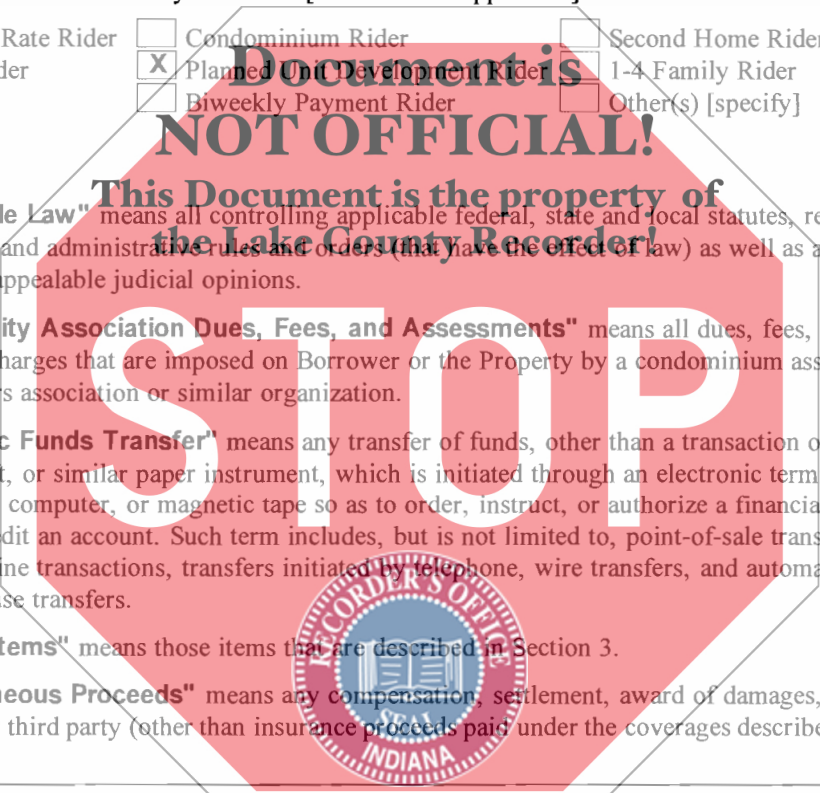 Rate Rider Condominium Rider Second Home Rider
der X Planned Unit Development Rider 1-4 Family Rider
Biweekly Payment Rider Other(s) [specify]
Document is
NOT OFFICIAL!
This Document is the property of
the Lake County Recorder!
le Law" means all controlling applicable federal, state and local statutes, re
and administrative rules and orders (that have the effect of law) as well as a
ppealable judicial opinions.
ity Association Dues, Fees, and Assessments" means all dues, fees,
harges that are imposed on Borrower or the Property by a condominium ass
rs association or similar organization.
STOP
c Funds Transfer" means any transfer of funds, other than a transaction o
t, or similar paper instrument, which is initiated through an electronic term
computer, or magnetic tape so as to order, instruct, or authorize a financia
dit an account. Such term includes, but is not limited to, point-of-sale trans
ine transactions, transfers initiated by telephone, wire transfers, and automa
se transfers.
tems" means those items that are described in Section 3.
neous Proceeds" means any compensation, settlement, award of damages,
third party (other than insurance proceeds paid under the coverages describe
RECORDER'S OFFICE
SEAL
INDIANA